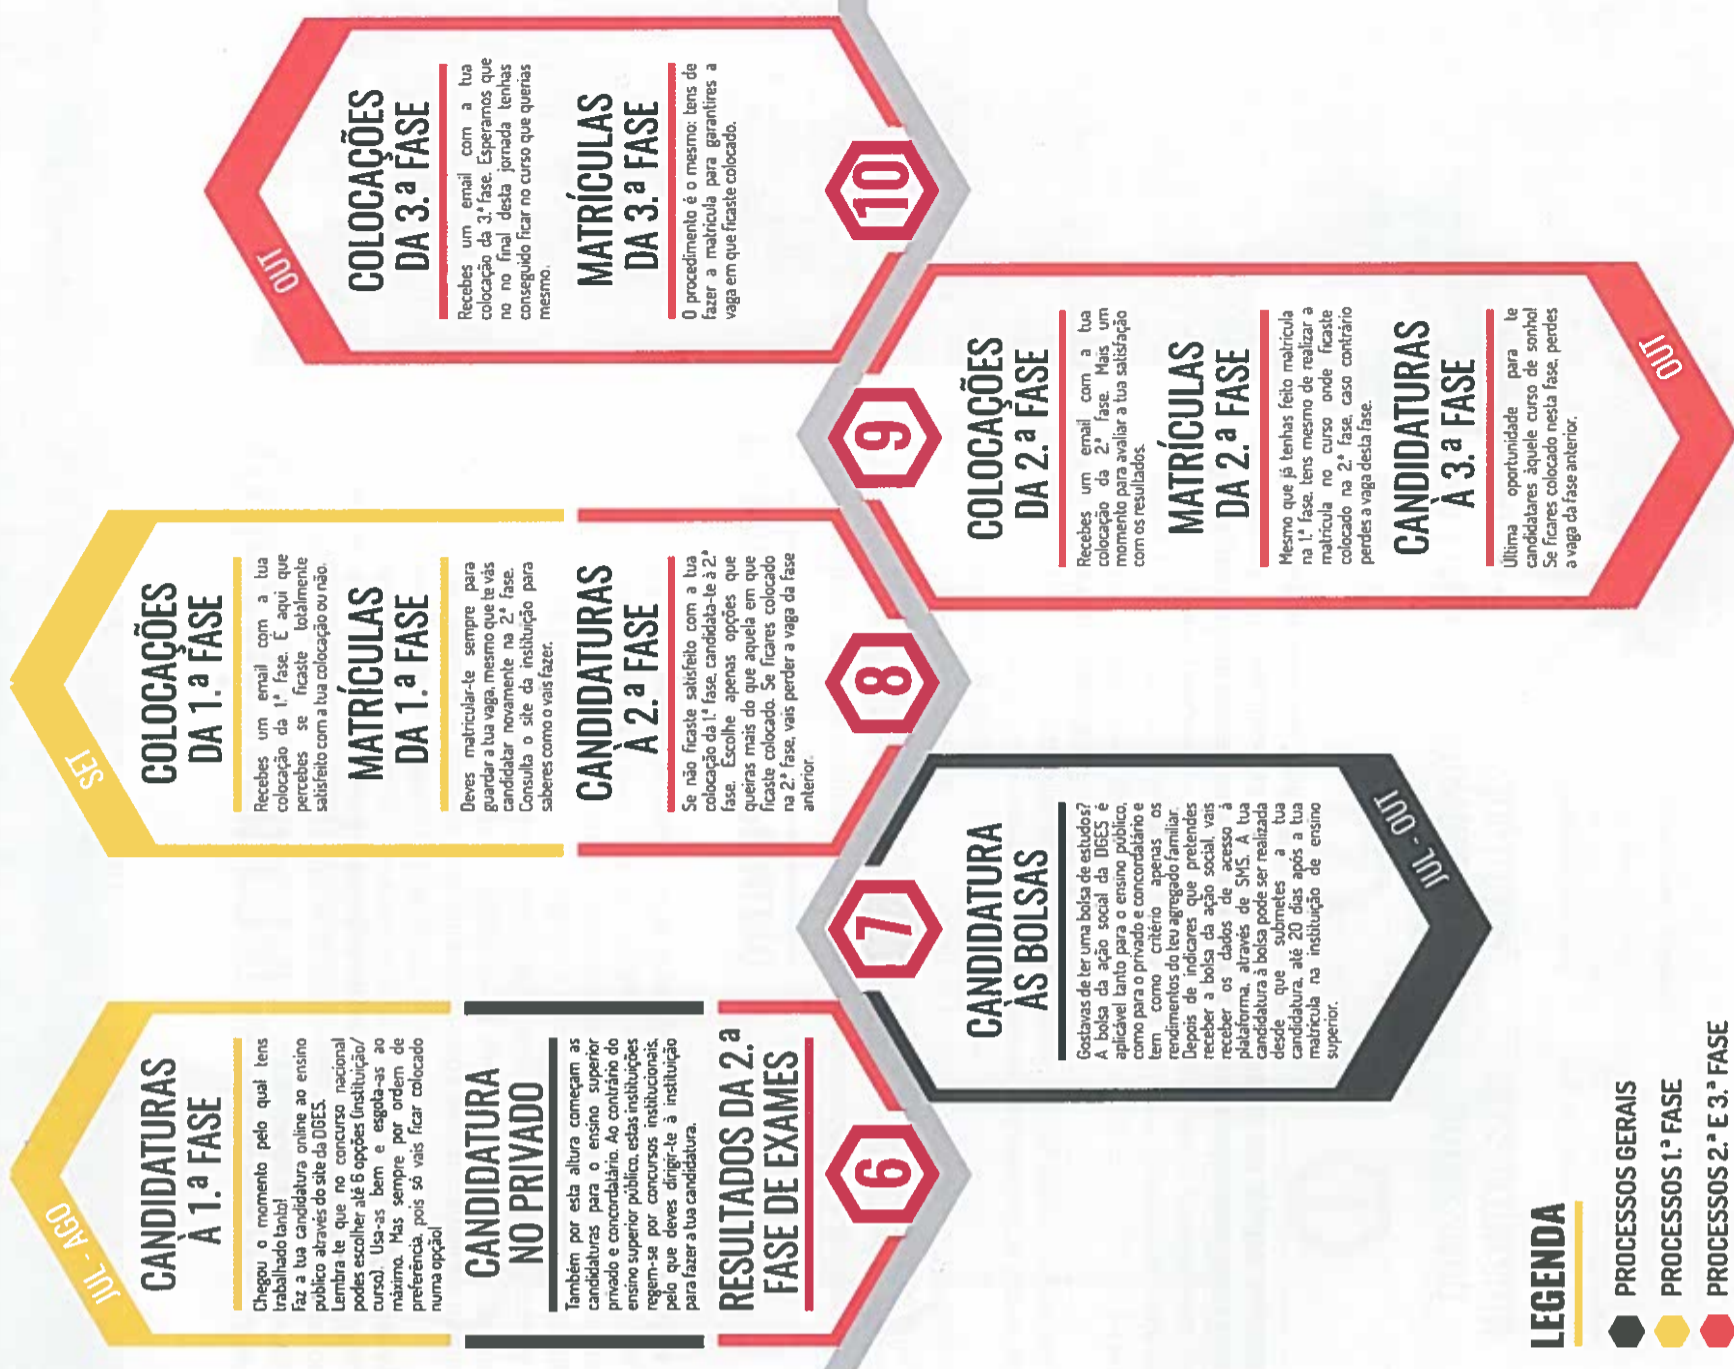 JUL - AGO
CANDIDATURAS
À 1.ª FASE
Chegou o momento pelo qual tens
trabalhado tanto!
Faz a tua candidatura online ao ensino
público através do site da DGES.
Lembra-te que no concurso nacional
podes escolher até 6 opções (instituição/
curso). Usa-as bem e esgota-as ao
máximo. Mas sempre por ordem de
preferência, pois só vais ficar colocado
numa opção!
CANDIDATURA
NO PRIVADO
Também por esta altura começam as
candidaturas para o ensino superior
privado e concordatário. Ao contrário do
ensino superior público, estas instituições
regem-se por concursos institucionais,
pelo que deves dirigir-te à instituição
para fazer a tua candidatura.
RESULTADOS DA 2.ª
FASE DE EXAMES
6
7
CANDIDATURA
ÀS BOLSAS
Gostavas de ter uma bolsa de estudos?
A bolsa da ação social da DGES é
aplicável tanto para o ensino público,
como para o privado e concordatário e
tem como critério apenas os
rendimentos do teu agregado familiar.
Depois de indicares que pretendes
receber a bolsa da ação social, vais
receber os dados de acesso à
plataforma, através de SMS. A tua
candidatura à bolsa pode ser realizada
desde que submetes a tua
candidatura, até 20 dias após a tua
matrícula na instituição de ensino
superior.
JUL - OUT
SET
COLOCAÇÕES
DA 1.ª FASE
Recebes um email com a tua
colocação da 1.ª fase. É aqui que
percebes se ficaste totalmente
satisfeito com a tua colocação ou não.
MATRÍCULAS
DA 1.ª FASE
Deves matricular-te sempre para
guardar a tua vaga, mesmo que te vás
candidatar novamente na 2.ª fase.
Consulta o site da instituição para
saberes como o vais fazer.
CANDIDATURAS
À 2.ª FASE
Se não ficaste satisfeito com a tua
colocação da 1.ª fase, candidata-te à 2.ª
fase. Escolhe apenas opções que
queiras mais do que aquela em que
ficaste colocado. Se ficares colocado
na 2.ª fase, vais perder a vaga da fase
anterior.
8
9
COLOCAÇÕES
DA 2.ª FASE
Recebes um email com a tua
colocação da 2.ª fase. Mais um
momento para avaliar a tua satisfação
com os resultados.
MATRÍCULAS
DA 2.ª FASE
Mesmo que já tenhas feito matrícula
na 1.ª fase, tens mesmo de realizar a
matrícula no curso onde ficaste
colocado na 2.ª fase, caso contrário
perdes a vaga desta fase.
CANDIDATURAS
À 3.ª FASE
Última oportunidade para te
candidatares àquele curso de sonho!
Se ficares colocado nesta fase, perdes
a vaga da fase anterior.
OUT
OUT
COLOCAÇÕES
DA 3.ª FASE
Recebes um email com a tua
colocação da 3.ª fase. Esperamos que
no no final desta jornada tenhas
conseguido ficar no curso que querias
mesmo.
MATRÍCULAS
DA 3.ª FASE
O procedimento é o mesmo: tens de
fazer a matrícula para garantires a
vaga em que ficaste colocado.
10
LEGENDA
PROCESSOS GERAIS
PROCESSOS 1.ª FASE
PROCESSOS 2.ª E 3.ª FASE